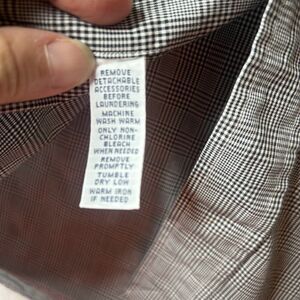 REMOVE
DETACHABLE
ACCESSORIES
BEFORE
LAUNDERING
MACHINE
WASH WARM
ONLY NON-
CHLORINE
BLEACH
WHEN NEEDED
REMOVE
PROMPTLY
TUMBLE
DRY LOW
WARM IRON
IF NEEDED